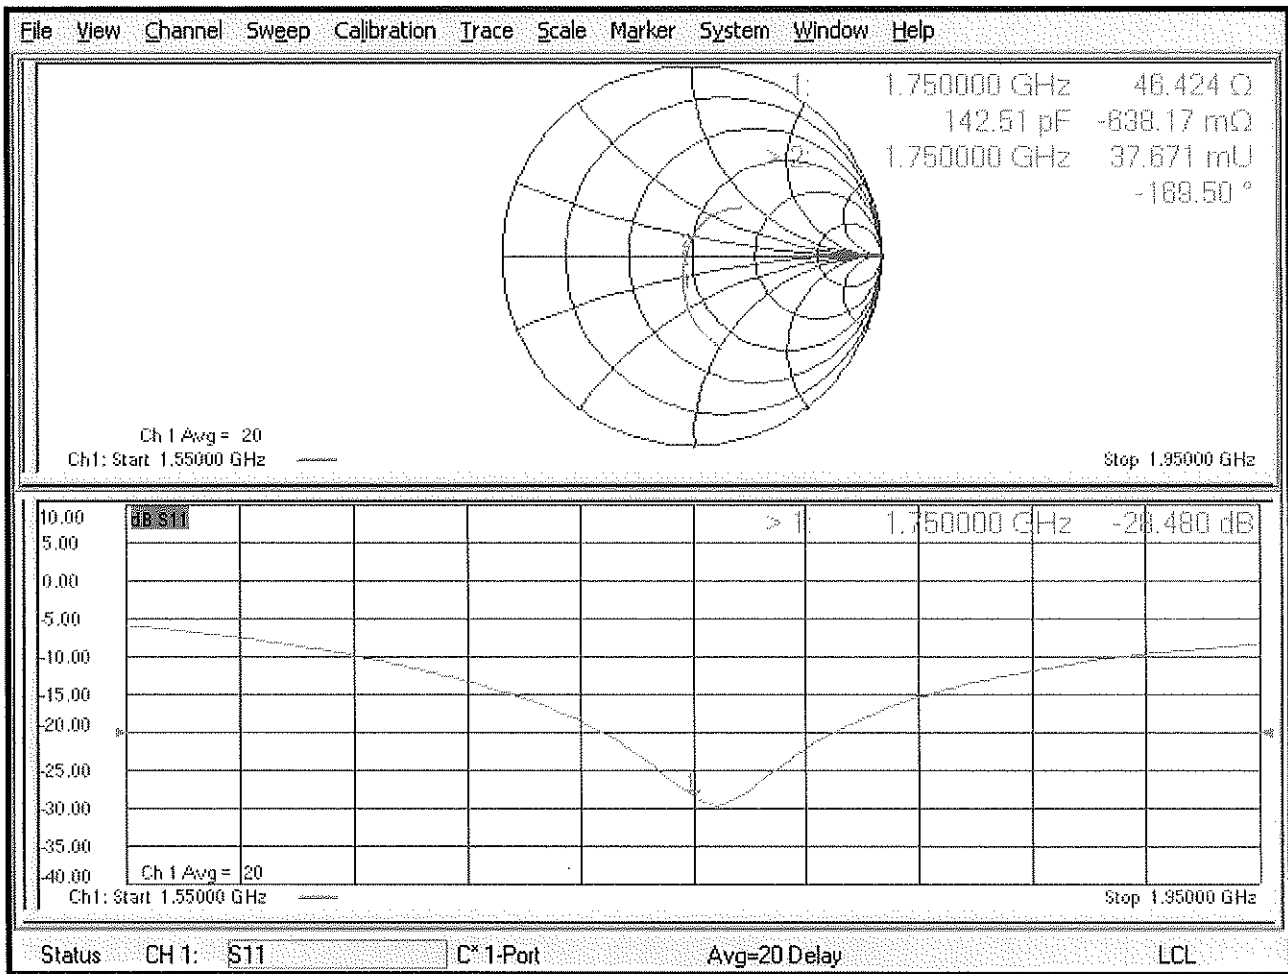 File View Channel Sweep Calibration Trace Scale Marker System Window Help
1: 1.750000 GHz 46.424 Ω
142.51 pF -638.17 mΩ
> 2: 1.750000 GHz 37.671 mU
-169.50 °
Ch 1 Avg = 20
Ch1: Start 1.55000 GHz
Stop 1.95000 GHz
10.00
dB S11
> 1: 1.750000 GHz -28.480 dB
5.00
0.00
-5.00
-10.00
-15.00
-20.00
-25.00
1
-30.00
-35.00
-40.00
Ch 1 Avg = 20
Ch1: Start 1.55000 GHz
Stop 1.95000 GHz
Status CH 1: S11 C* 1-Port Avg=20 Delay LCL